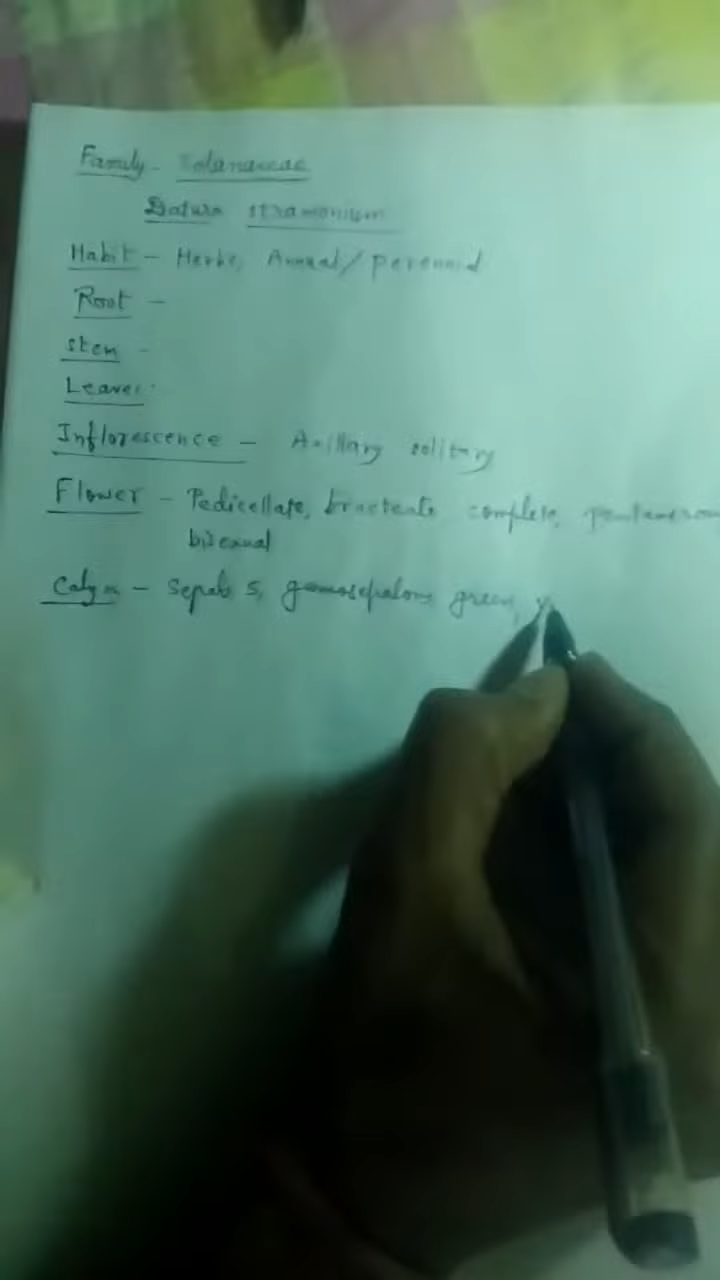 Family - Solanaceae
Datura stramonium
Habit - Herbs, Annual/perennial
Root -
Stem -
Leaves:
Inflorescence - Axillary solitary
Flower - Pedicellate, bracteate complete, pentamerous
bisexual
Calyx - Sepals 5, gamosepalous green,